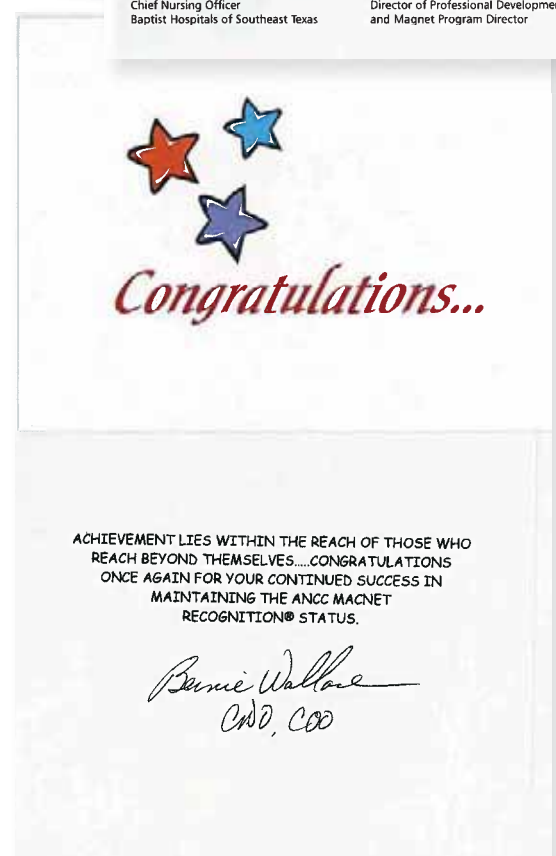 Chief Nursing Officer
Baptist Hospitals of Southeast Texas
Director of Professional Developme
and Magnet Program Director
Congratulations...
ACHIEVEMENT LIES WITHIN THE REACH OF THOSE WHO
REACH BEYOND THEMSELVES.....CONGRATULATIONS
ONCE AGAIN FOR YOUR CONTINUED SUCCESS IN
MAINTAINING THE ANCC MACNET
RECOGNITION® STATUS.
Bernie Wallace
CNO, COO